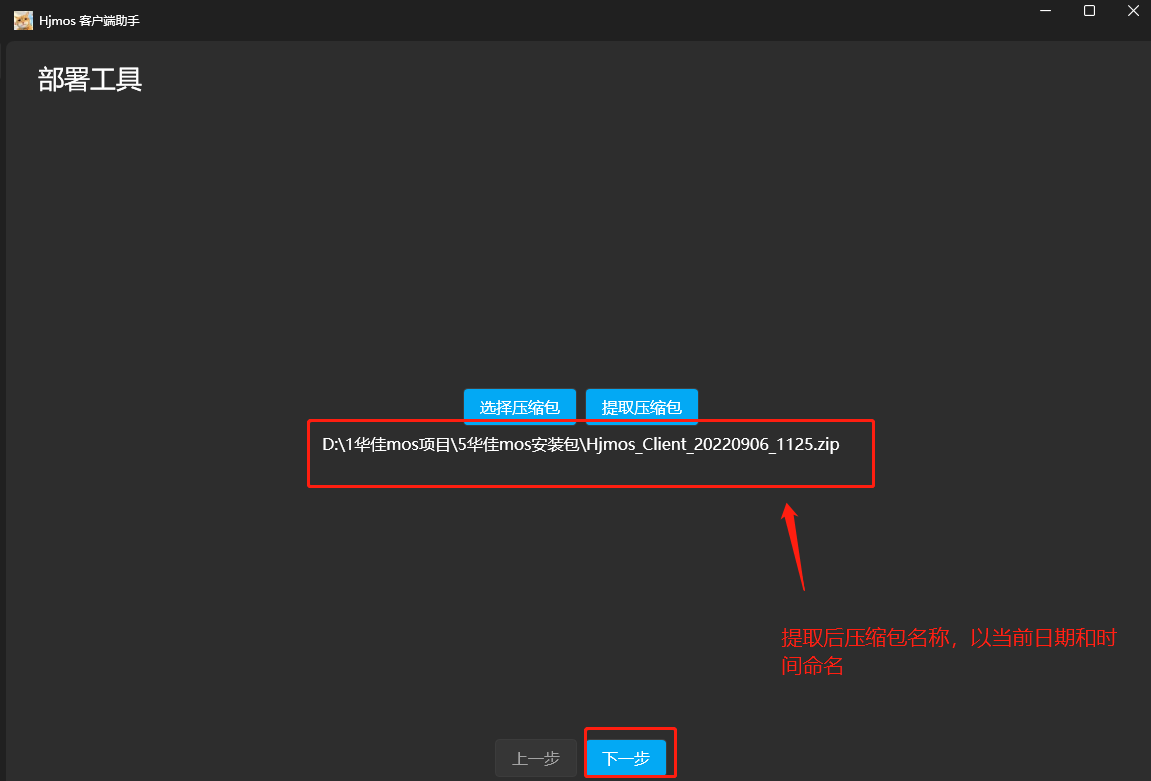 Hjmos 客户端助手
部署工具
选择压缩包 提取压缩包
D:\1华佳mos项目\5华佳mos安装包\Hjmos_Client_20220906_1125.zip
提取后压缩包名称，以当前日期和时
间命名
上一步 下一步